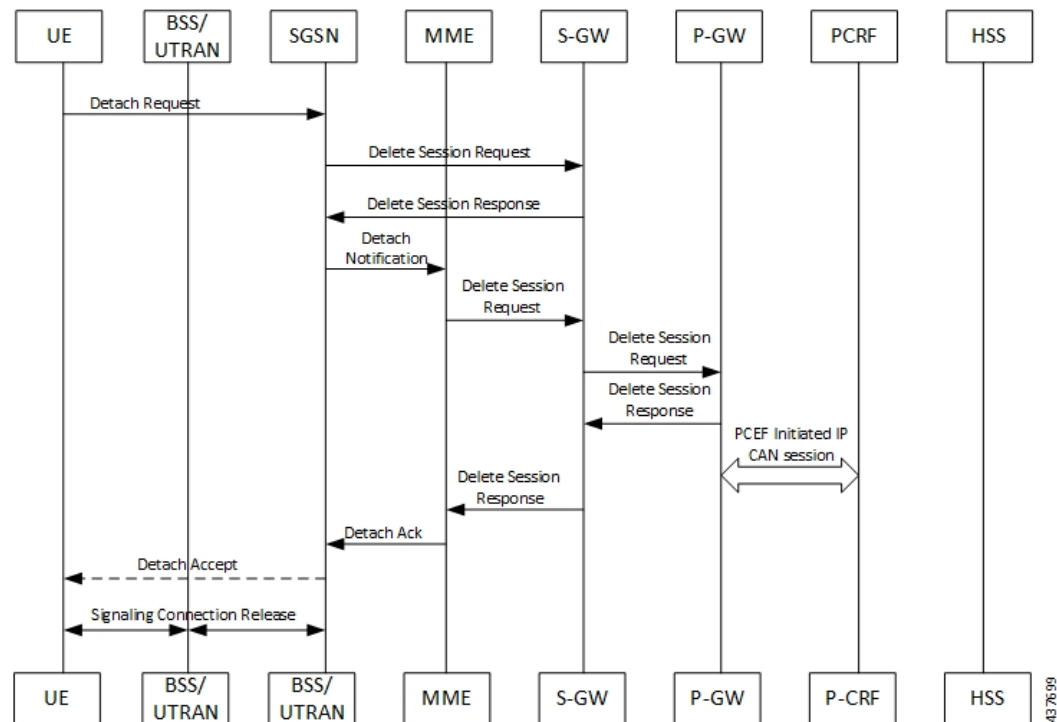 UE
BSS/
UTRAN
SGSN
MME
S-GW
P-GW
PCRF
HSS
Detach Request
Delete Session Request
Delete Session Response
Detach
Notification
Delete Session
Request
Delete Session
Request
Delete Session
Response
PCEF Initiated IP
CAN session
Delete Session
Response
Detach Ack
Detach Accept
Signaling Connection Release
UE
BSS/
UTRAN
BSS/
UTRAN
MME
S-GW
P-GW
P-CRF
HSS
437699